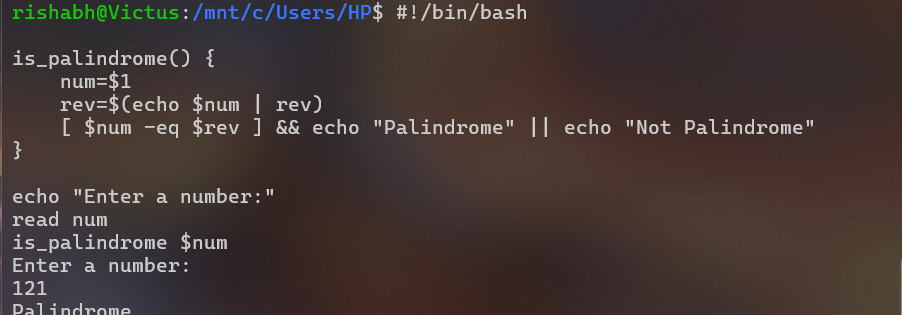 rishabh@Victus:/mnt/c/Users/HP$ #!/bin/bash
is_palindrome() {
    num=$1
    rev=$(echo $num | rev)
    [ $num -eq $rev ] && echo "Palindrome" || echo "Not Palindrome"
}
echo "Enter a number:"
read num
is_palindrome $num
Enter a number:
121
Palindrome